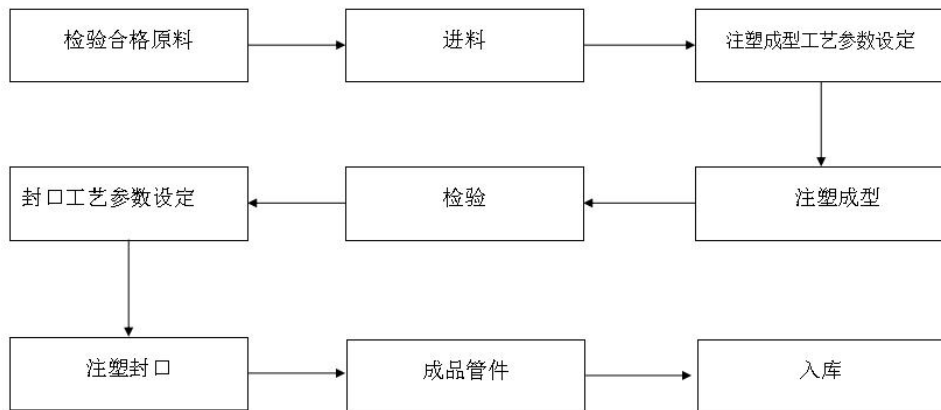 检验合格原料
进料
注塑成型工艺参数设定
注塑成型
检验
封口工艺参数设定
注塑封口
成品管件
入库